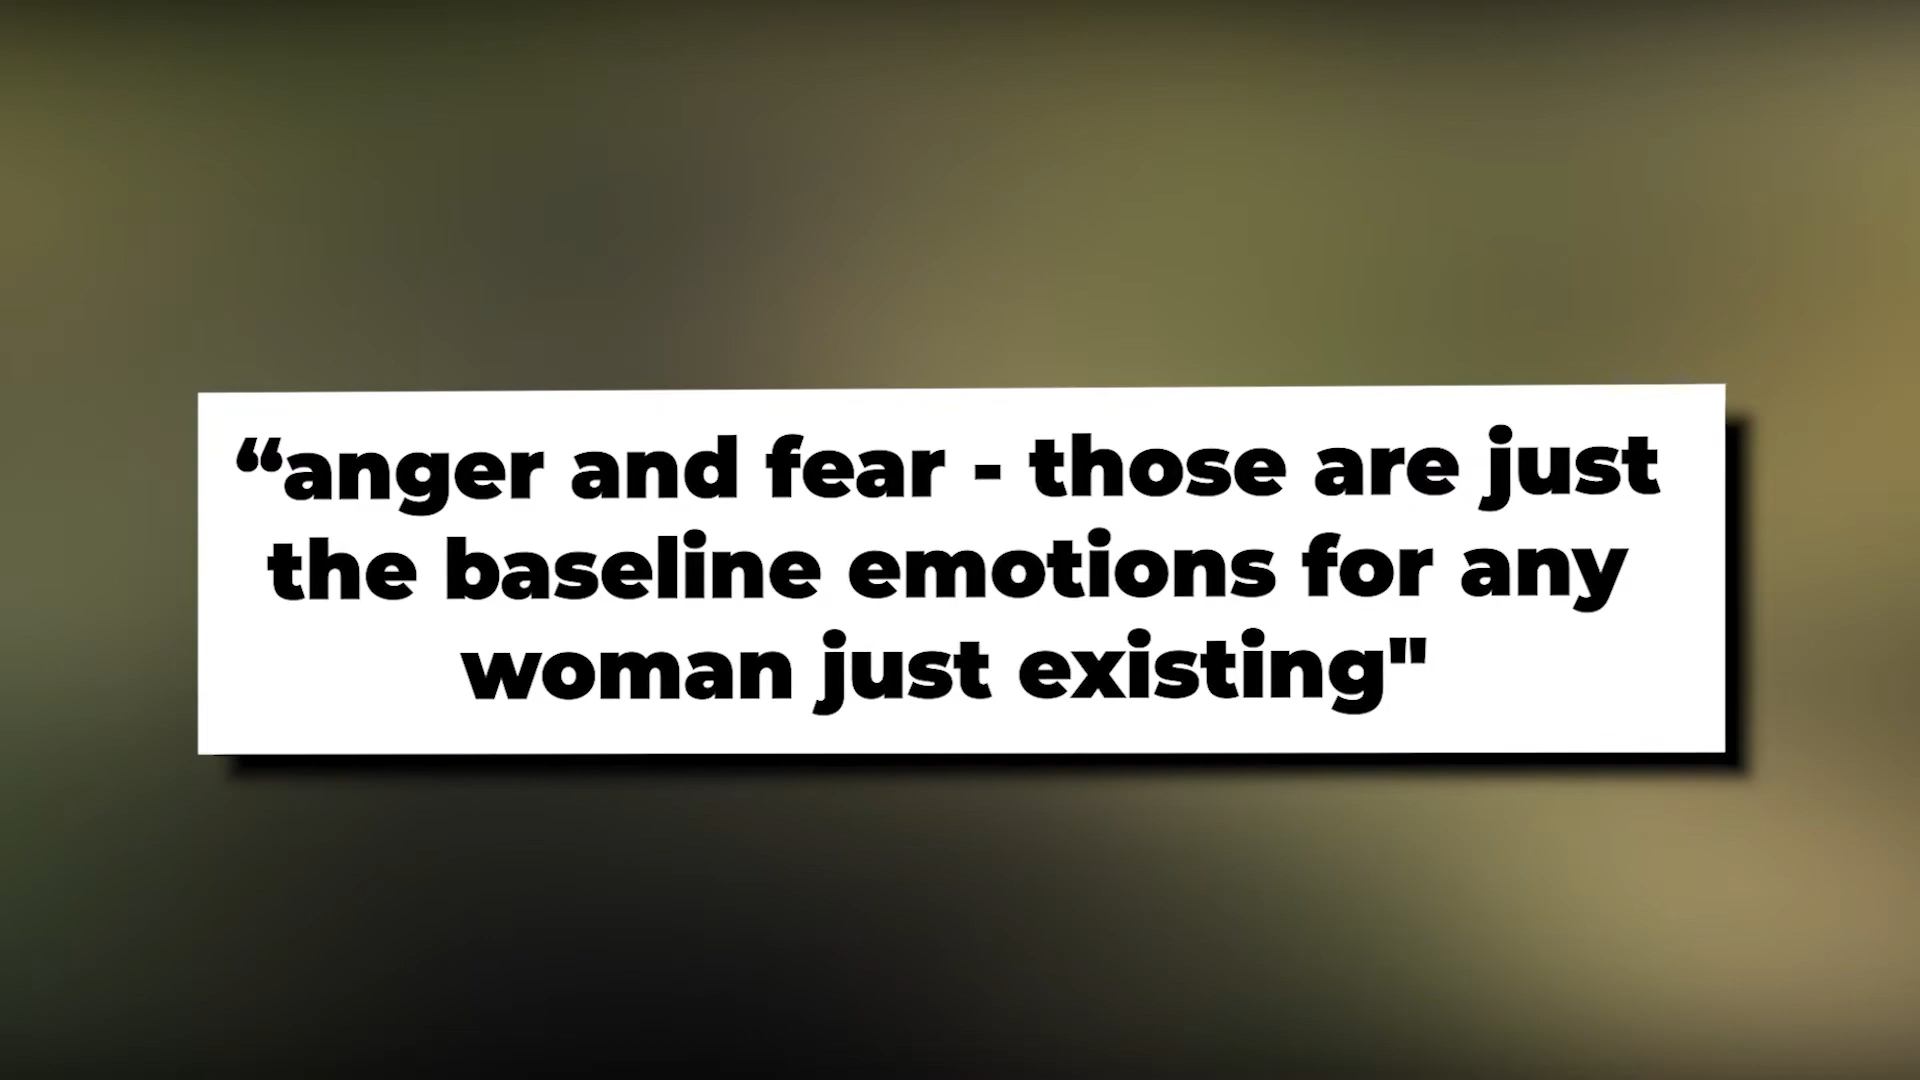 “anger and fear - those are just
the baseline emotions for any
woman just existing"